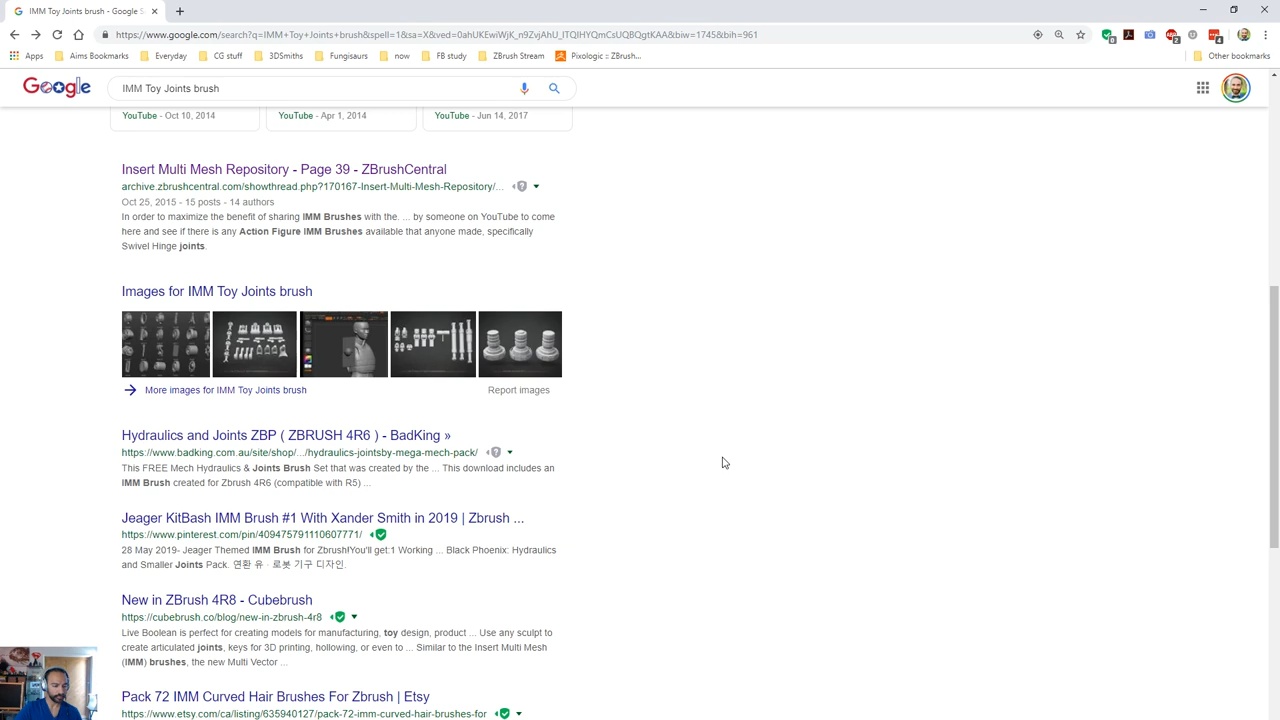 IMM Toy Joints brush - Google S
https://www.google.com/search?q=IMM+Toy+Joints+brush&spell=1&sa=X&ved=0ahUKEwiWjK_n9ZvjAhU_ITQIHYQmCsUQBQgtKAA&biw=1745&bih=961
Apps Aims Bookmarks Everyday CG stuff 3DSmiths Fungisaurs now FB study ZBrush Stream Pixologic :: ZBrush... Other bookmarks
Google IMM Toy Joints brush
YouTube - Oct 10, 2014 YouTube - Apr 1, 2014 YouTube - Jun 14, 2017
Insert Multi Mesh Repository - Page 39 - ZBrushCentral
archive.zbrushcentral.com/showthread.php?170167-Insert-Multi-Mesh-Repository/...
Oct 25, 2015 - 15 posts - 14 authors
In order to maximize the benefit of sharing IMM Brushes with the. ... by someone on YouTube to come
here and see if there is any Action Figure IMM Brushes available that anyone made, specifically
Swivel Hinge joints.
Images for IMM Toy Joints brush
More images for IMM Toy Joints brush Report images
Hydraulics and Joints ZBP ( ZBRUSH 4R6 ) - BadKing »
https://www.badking.com.au/site/shop/.../hydraulics-jointsby-mega-mech-pack/
This FREE Mech Hydraulics & Joints Brush Set that was created by the ... This download includes an
IMM Brush created for Zbrush 4R6 (compatible with R5) ...
Jeager KitBash IMM Brush #1 With Xander Smith in 2019 | Zbrush ...
https://www.pinterest.com/pin/409475791110607771/
28 May 2019- Jeager Themed IMM Brush for Zbrush!You'll get:1 Working ... Black Phoenix: Hydraulics
and Smaller Joints Pack. 연환 유 · 로봇 기구 디자인.
New in ZBrush 4R8 - Cubebrush
https://cubebrush.co/blog/new-in-zbrush-4r8
Live Boolean is perfect for creating models for manufacturing, toy design, product ... Use any sculpt to
create articulated joints, keys for 3D printing, hollowing, or even to ... Similar to the Insert Multi Mesh
(IMM) brushes, the new Multi Vector ...
Pack 72 IMM Curved Hair Brushes For Zbrush | Etsy
https://www.etsy.com/ca/listing/635940127/pack-72-imm-curved-hair-brushes-for